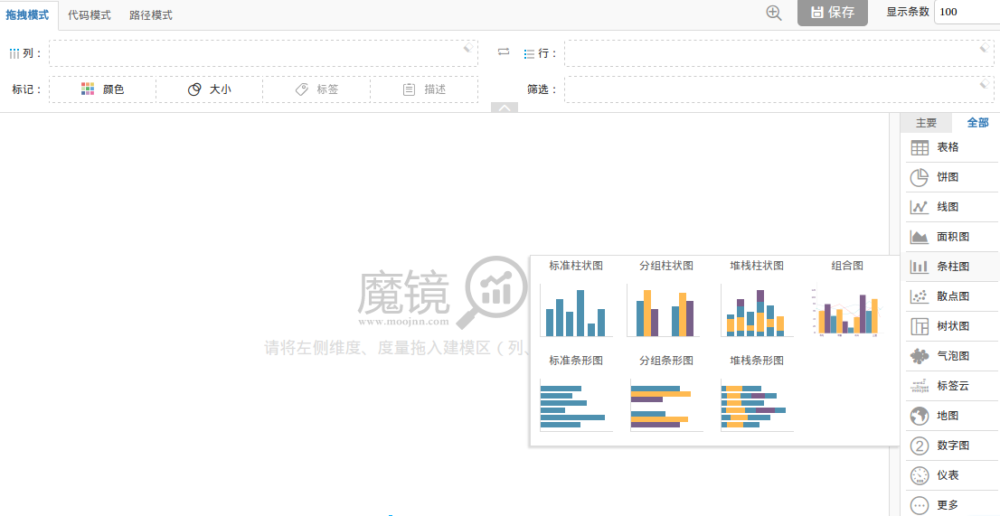 拖拽模式 代码模式 路径模式 保存 显示条数 100
列： 行：
标记： 颜色 大小 标签 描述 筛选：
主要 全部
表格
饼图
线图
面积图
条柱图
散点图
树状图
气泡图
标签云
地图
2 数字图
仪表
更多
魔镜
www.moojnn.com
请将左侧维度、度量拖入建模区（列、
标准柱状图 分组柱状图 堆栈柱状图 组合图
标准条形图 分组条形图 堆栈条形图